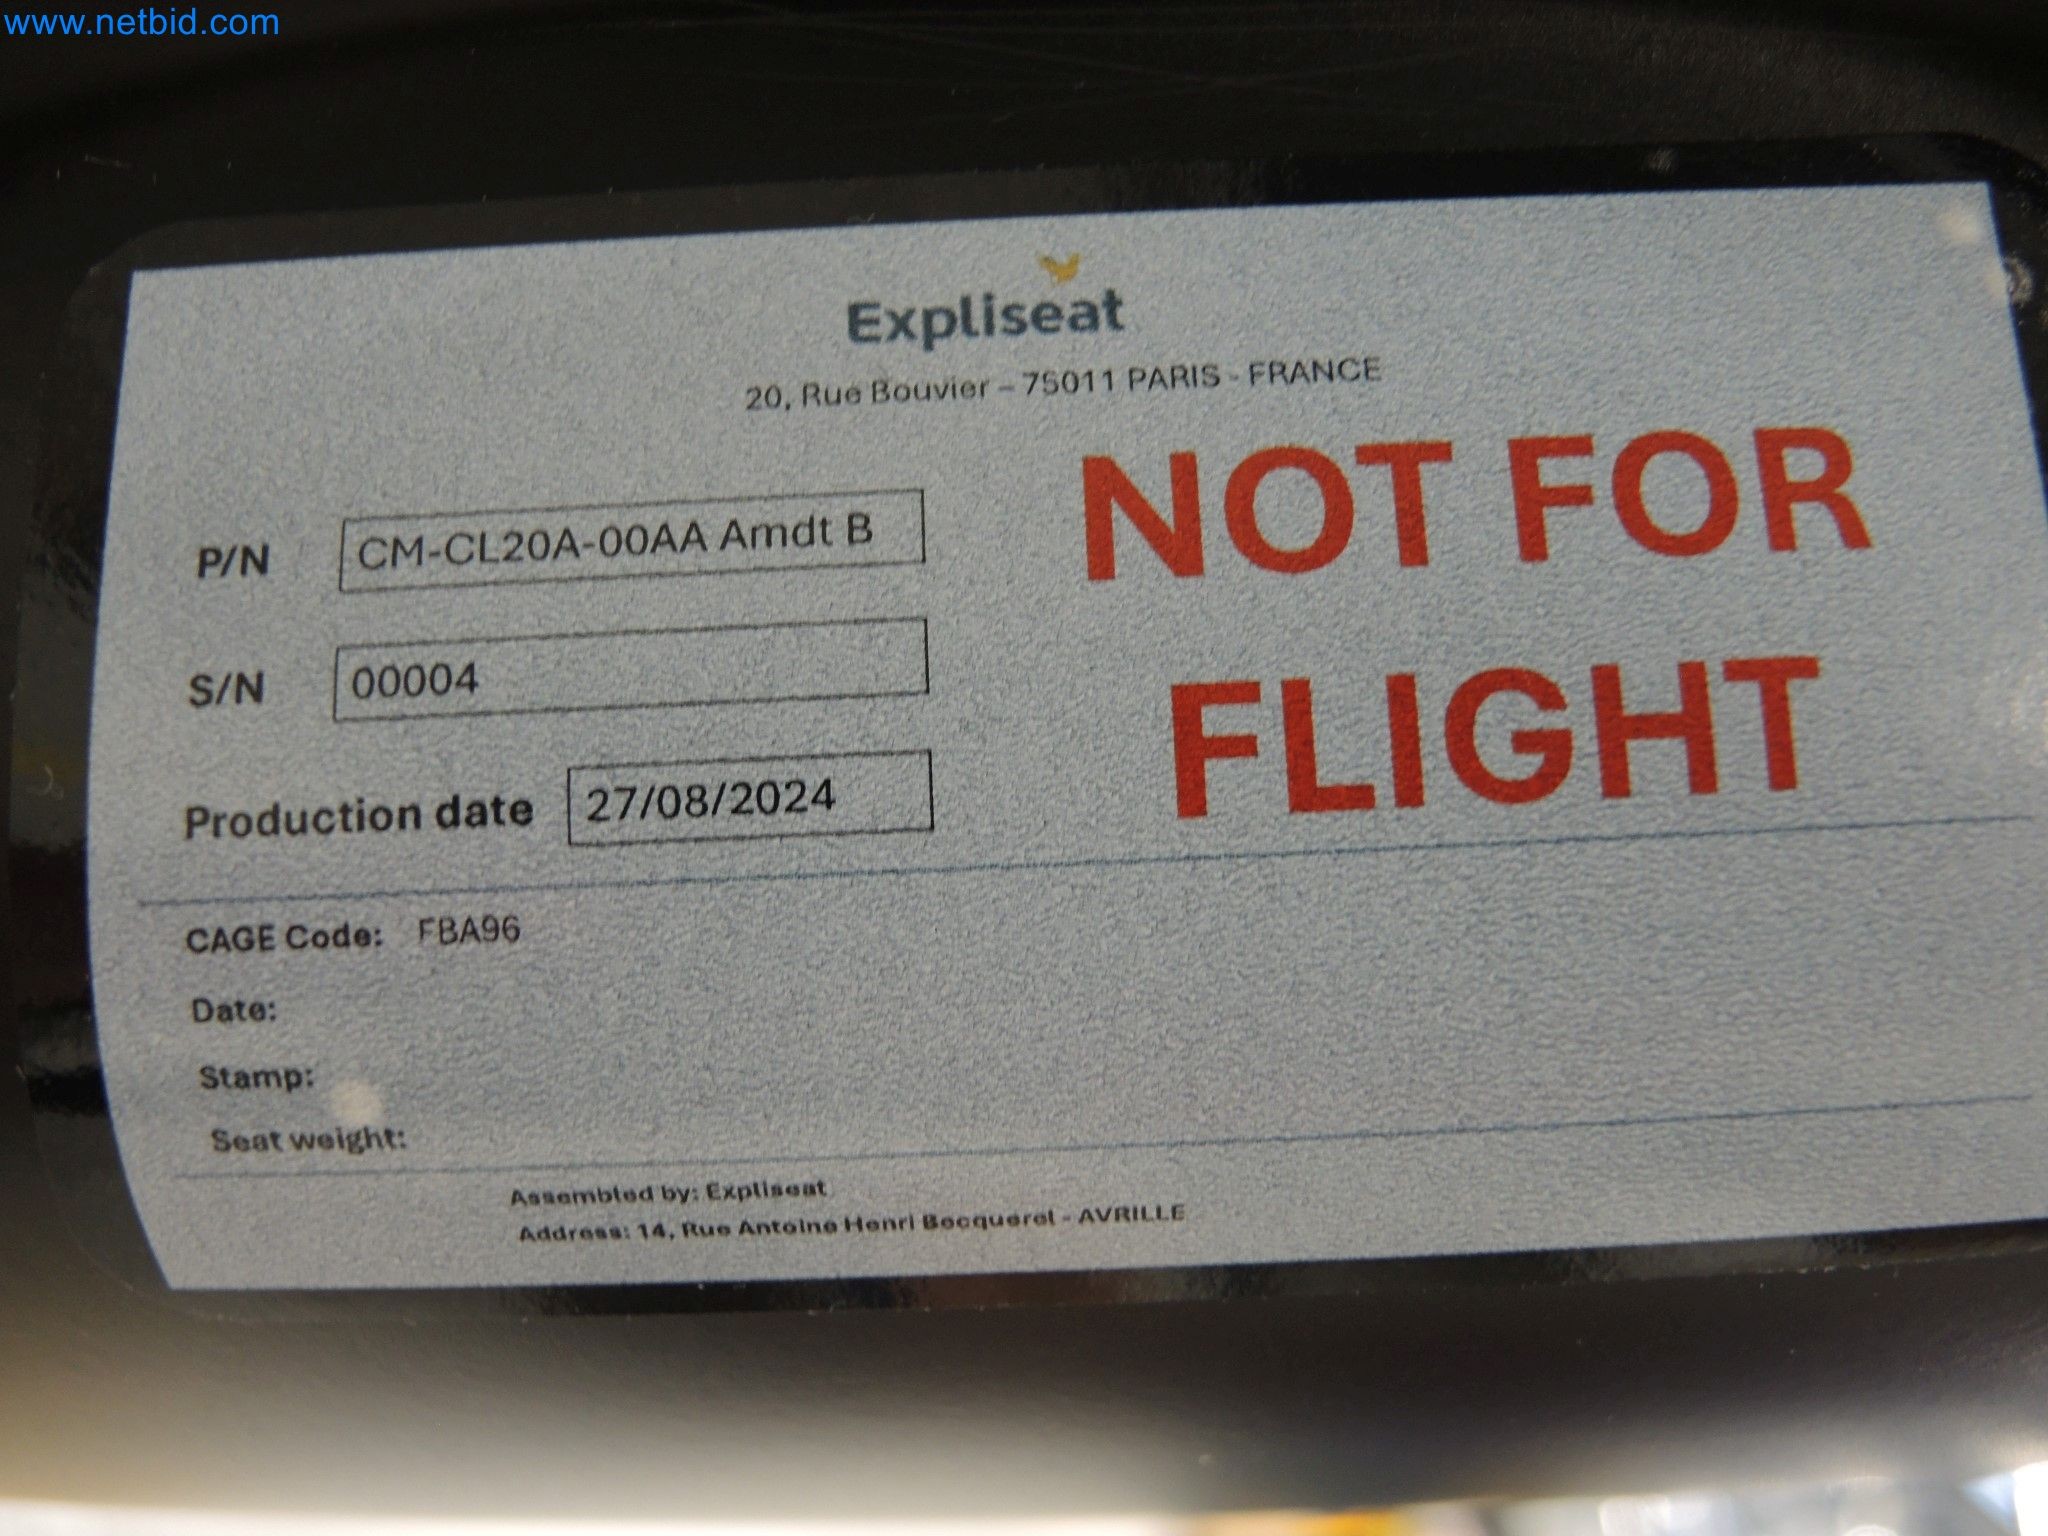 www.netbid.com
Expliseat
20, Rue Bouvier – 75011 PARIS - FRANCE
NOT FOR
FLIGHT
P/N CM-CL20A-00AA Amdt B
S/N 00004
Production date 27/08/2024
CAGE Code: FBA96
Date:
Stamp:
Seat weight:
Assembled by: Expliseat
Address: 14, Rue Antoine Henri Becquerel - AVRILLE